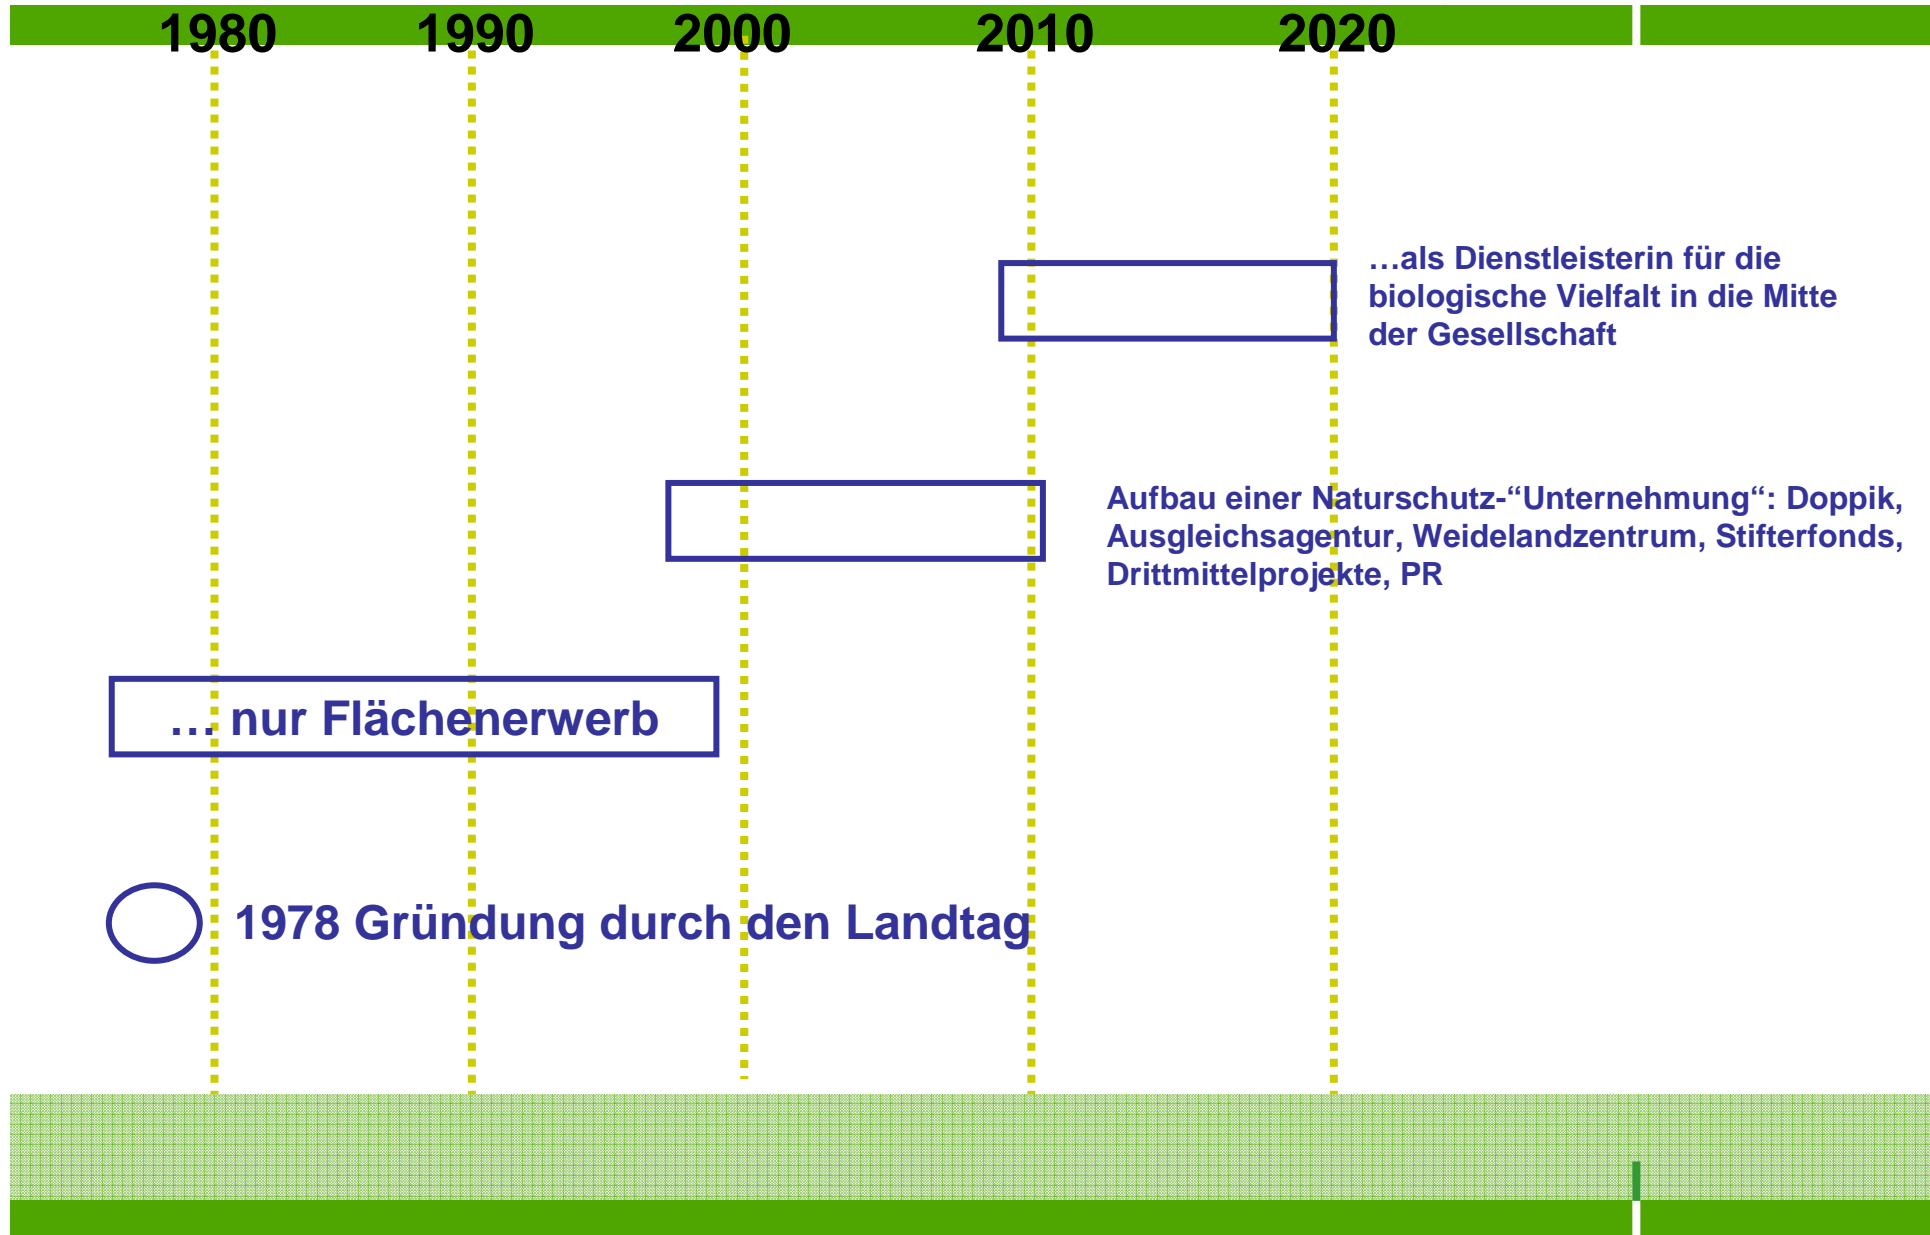 1980 1990 2000 2010 2020
…als Dienstleisterin für die
biologische Vielfalt in die Mitte
der Gesellschaft
Aufbau einer Naturschutz-“Unternehmung“: Doppik,
Ausgleichsagentur, Weidelandzentrum, Stifterfonds,
Drittmittelprojekte, PR
… nur Flächenerwerb
1978 Gründung durch den Landtag